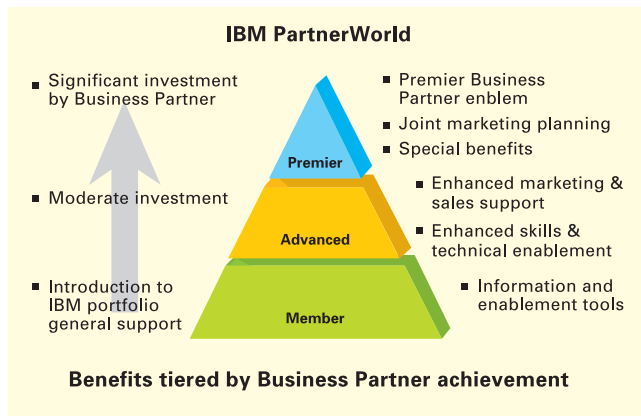 IBM PartnerWorld
▪ Significant investment
by Business Partner
▪ Moderate investment
▪ Introduction to
IBM portfolio
general support
Premier
Advanced
Member
▪ Premier Business
Partner enblem
▪ Joint marketing planning
▪ Special benefits
▪ Enhanced marketing &
sales support
▪ Enhanced skills &
technical enablement
▪ Information and
enablement tools
Benefits tiered by Business Partner achievement